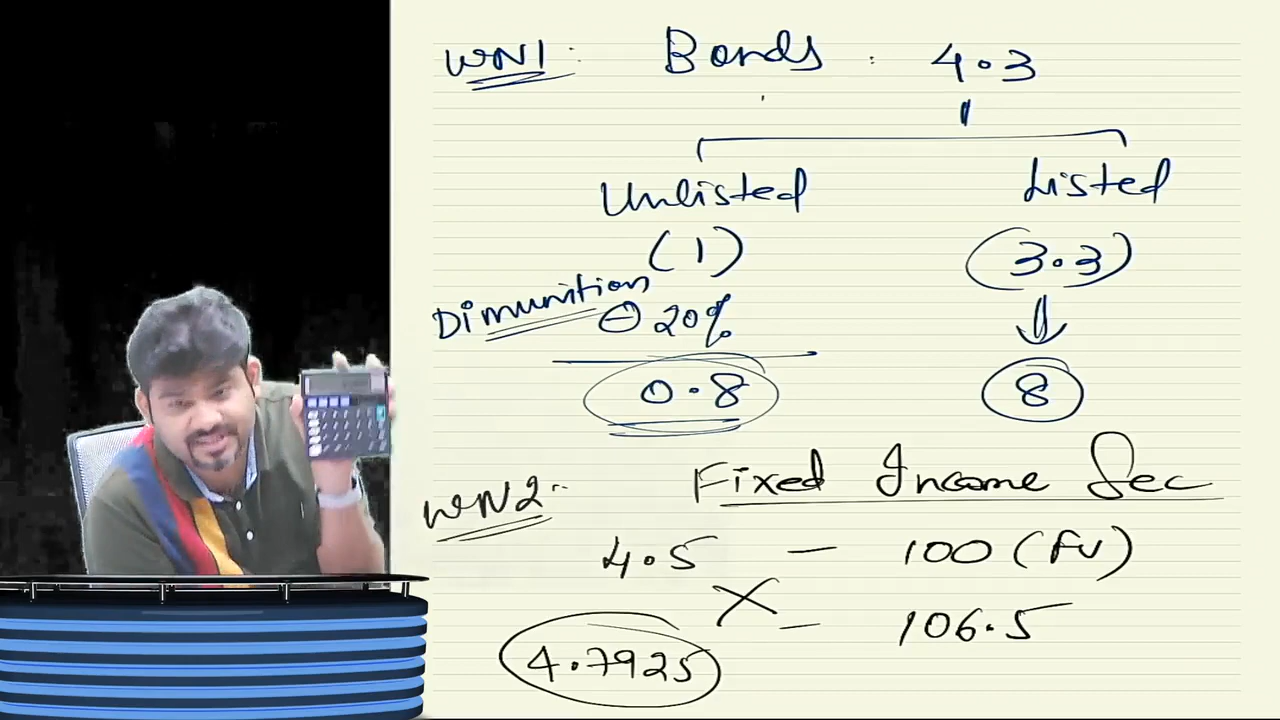 WN1: Bonds : 4.3
Unlisted Listed
(1) (3.3)
Dimunition ⊖ 20%
0.8 8
WN2:- Fixed Income Sec
4.5 — 100 (FV)
4.7925 — 106.5